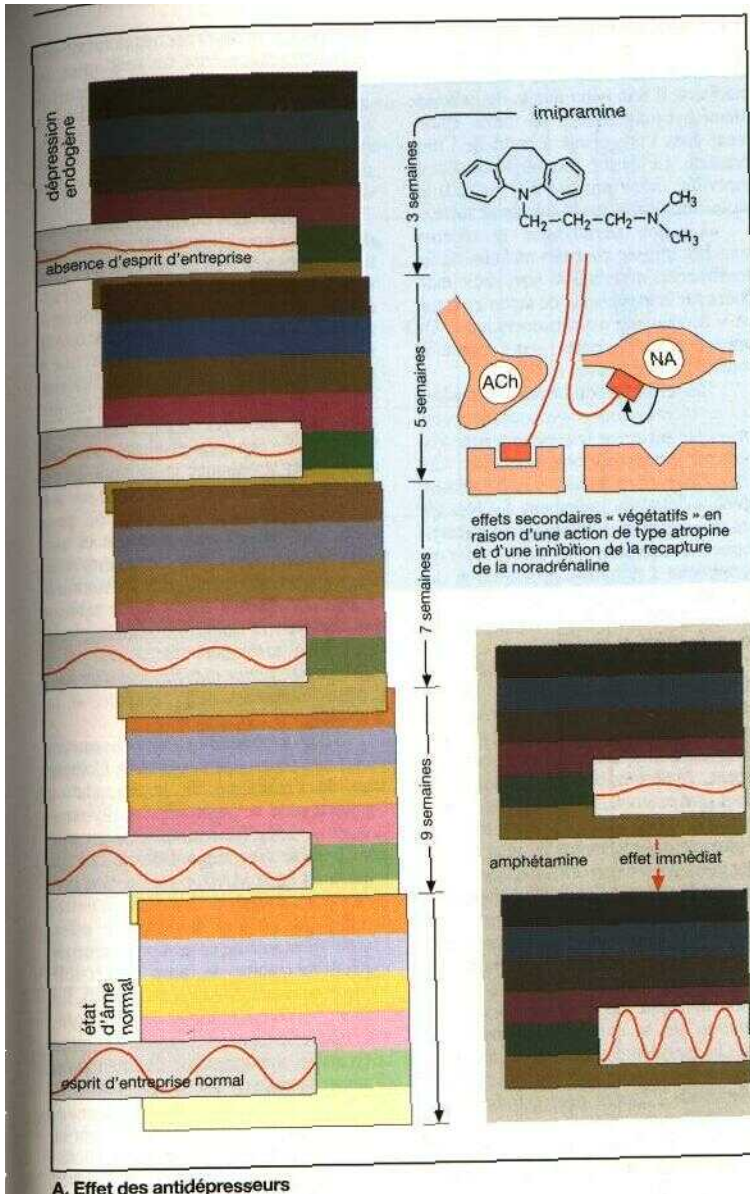 dépression
endogène
absence d'esprit d'entreprise
3 semaines
5 semaines
7 semaines
9 semaines
imipramine
N
CH₂–CH₂–CH₂–N
CH₃
CH₃
ACh
NA
effets secondaires « végétatifs » en
raison d'une action de type atropine
et d'une inhibition de la recapture
de la noradrénaline
amphétamine
effet immédiat
état
d'âme
normal
esprit d'entreprise normal
A. Effet des antidépresseurs